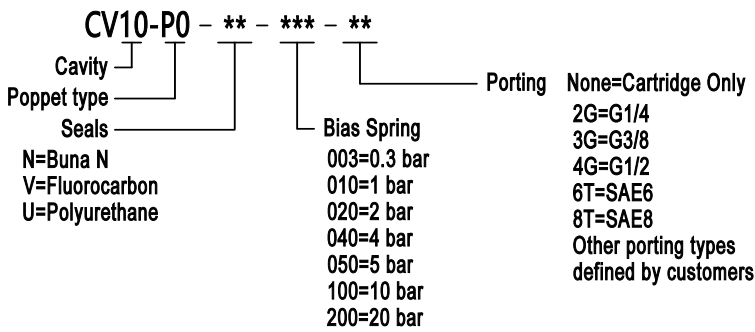 CV10-P0 - ** - *** - **
Cavity
Poppet type
Seals
N=Buna N
V=Fluorocarbon
U=Polyurethane
Bias Spring
003=0.3 bar
010=1 bar
020=2 bar
040=4 bar
050=5 bar
100=10 bar
200=20 bar
Porting None=Cartridge Only
2G=G1/4
3G=G3/8
4G=G1/2
6T=SAE6
8T=SAE8
Other porting types
defined by customers